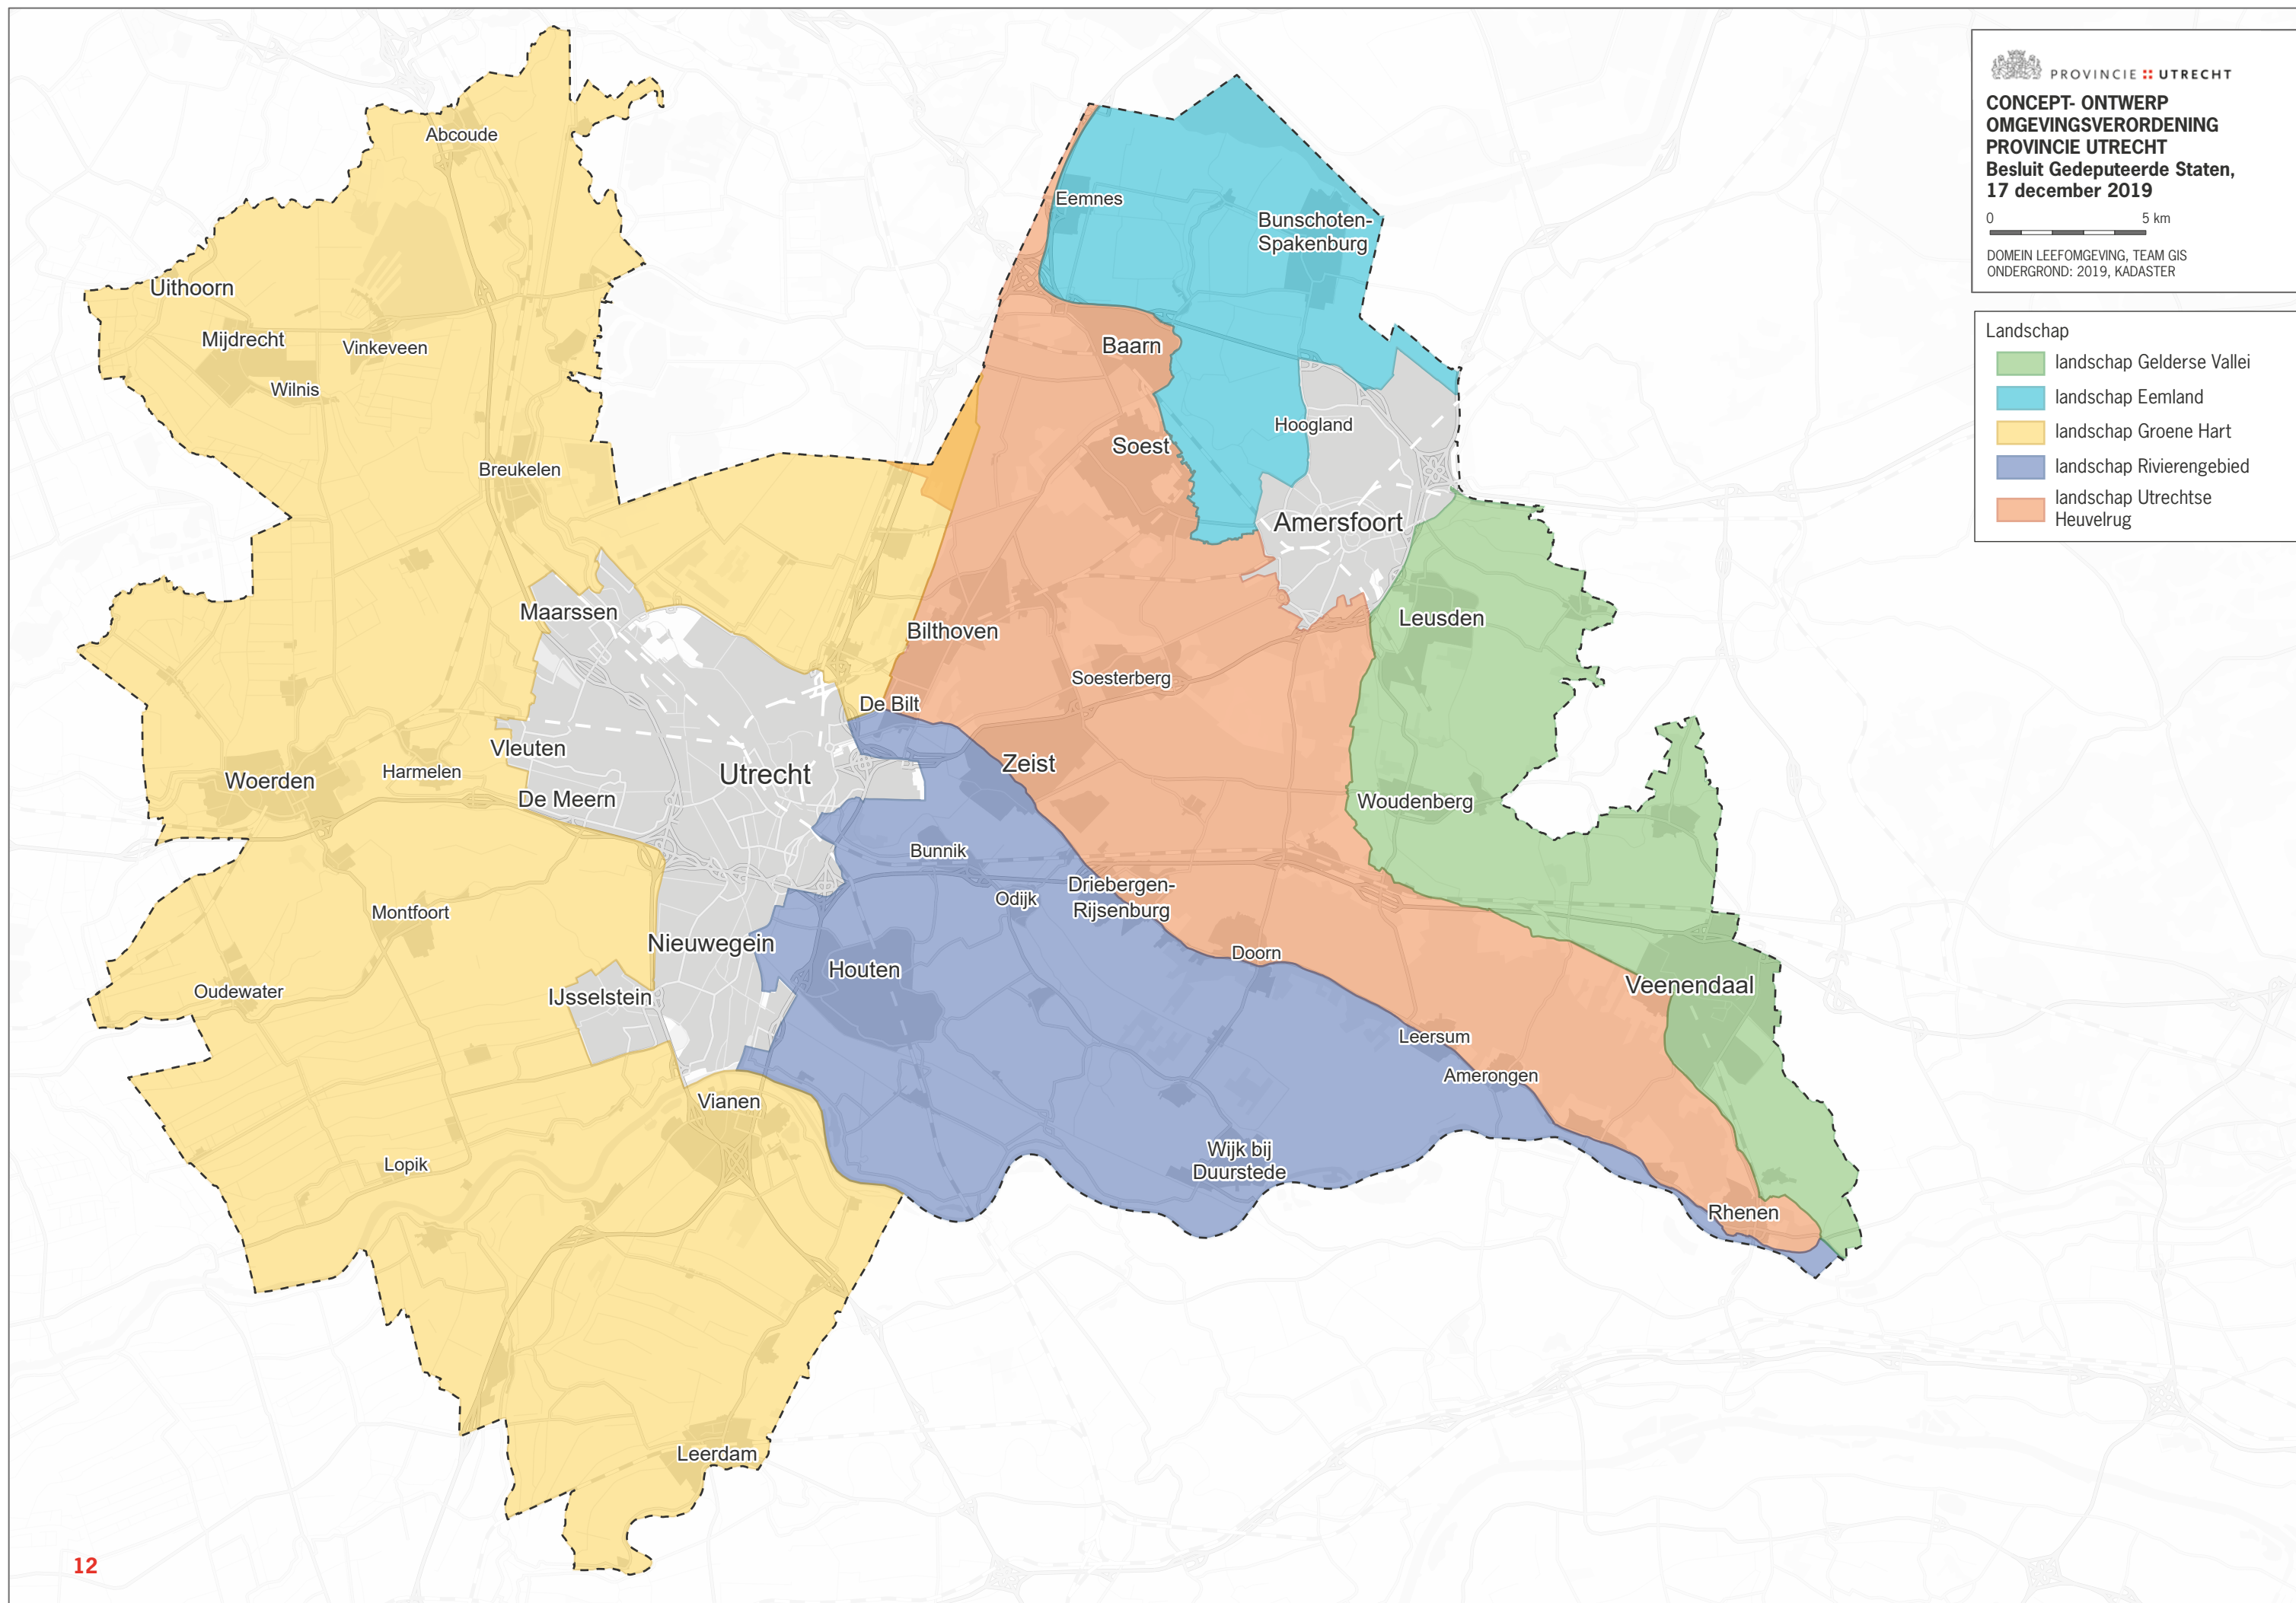 PROVINCIE UTRECHT
CONCEPT- ONTWERP
OMGEVINGSVERORDENING
PROVINCIE UTRECHT
Besluit Gedeputeerde Staten,
17 december 2019
0 5 km
DOMEIN LEEFOMGEVING, TEAM GIS
ONDERGROND: 2019, KADASTER
Landschap
landschap Gelderse Vallei
landschap Eemland
landschap Groene Hart
landschap Rivierengebied
landschap Utrechtse
Heuvelrug
Abcoude
Eemnes
Bunschoten-
Spakenburg
Uithoorn
Mijdrecht
Vinkeveen
Baarn
Wilnis
Hoogland
Soest
Breukelen
Amersfoort
Maarssen
Leusden
Bilthoven
Soesterberg
De Bilt
Vleuten
Zeist
Utrecht
Harmelen
Woerden
De Meern
Woudenberg
Bunnik
Driebergen-
Rijsenburg
Odijk
Montfoort
Nieuwegein
Doorn
Houten
Veenendaal
Oudewater
IJsselstein
Leersum
Amerongen
Vianen
Wijk bij
Duurstede
Lopik
Rhenen
Leerdam
12